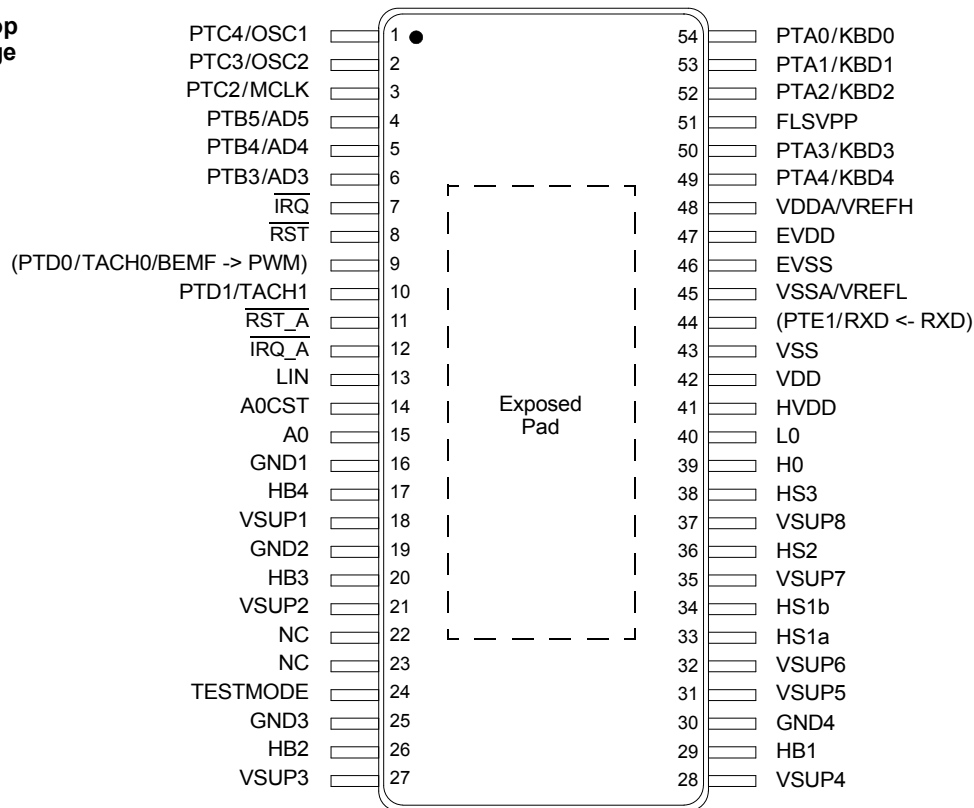 op
ge
PTC4/OSC1 1 54 PTA0/KBD0
PTC3/OSC2 2 53 PTA1/KBD1
PTC2/MCLK 3 52 PTA2/KBD2
PTB5/AD5 4 51 FLSVPP
PTB4/AD4 5 50 PTA3/KBD3
PTB3/AD3 6 49 PTA4/KBD4
IRQ 7 48 VDDA/VREFH
RST 8 47 EVDD
(PTD0/TACH0/BEMF -> PWM) 9 46 EVSS
PTD1/TACH1 10 45 VSSA/VREFL
RST_A 11 44 (PTE1/RXD <- RXD)
IRQ_A 12 43 VSS
LIN 13 42 VDD
A0CST 14 41 HVDD
A0 15 40 L0
GND1 16 39 H0
HB4 17 38 HS3
VSUP1 18 37 VSUP8
GND2 19 36 HS2
HB3 20 35 VSUP7
VSUP2 21 34 HS1b
NC 22 33 HS1a
NC 23 32 VSUP6
TESTMODE 24 31 VSUP5
GND3 25 30 GND4
HB2 26 29 HB1
VSUP3 27 28 VSUP4
Exposed
Pad